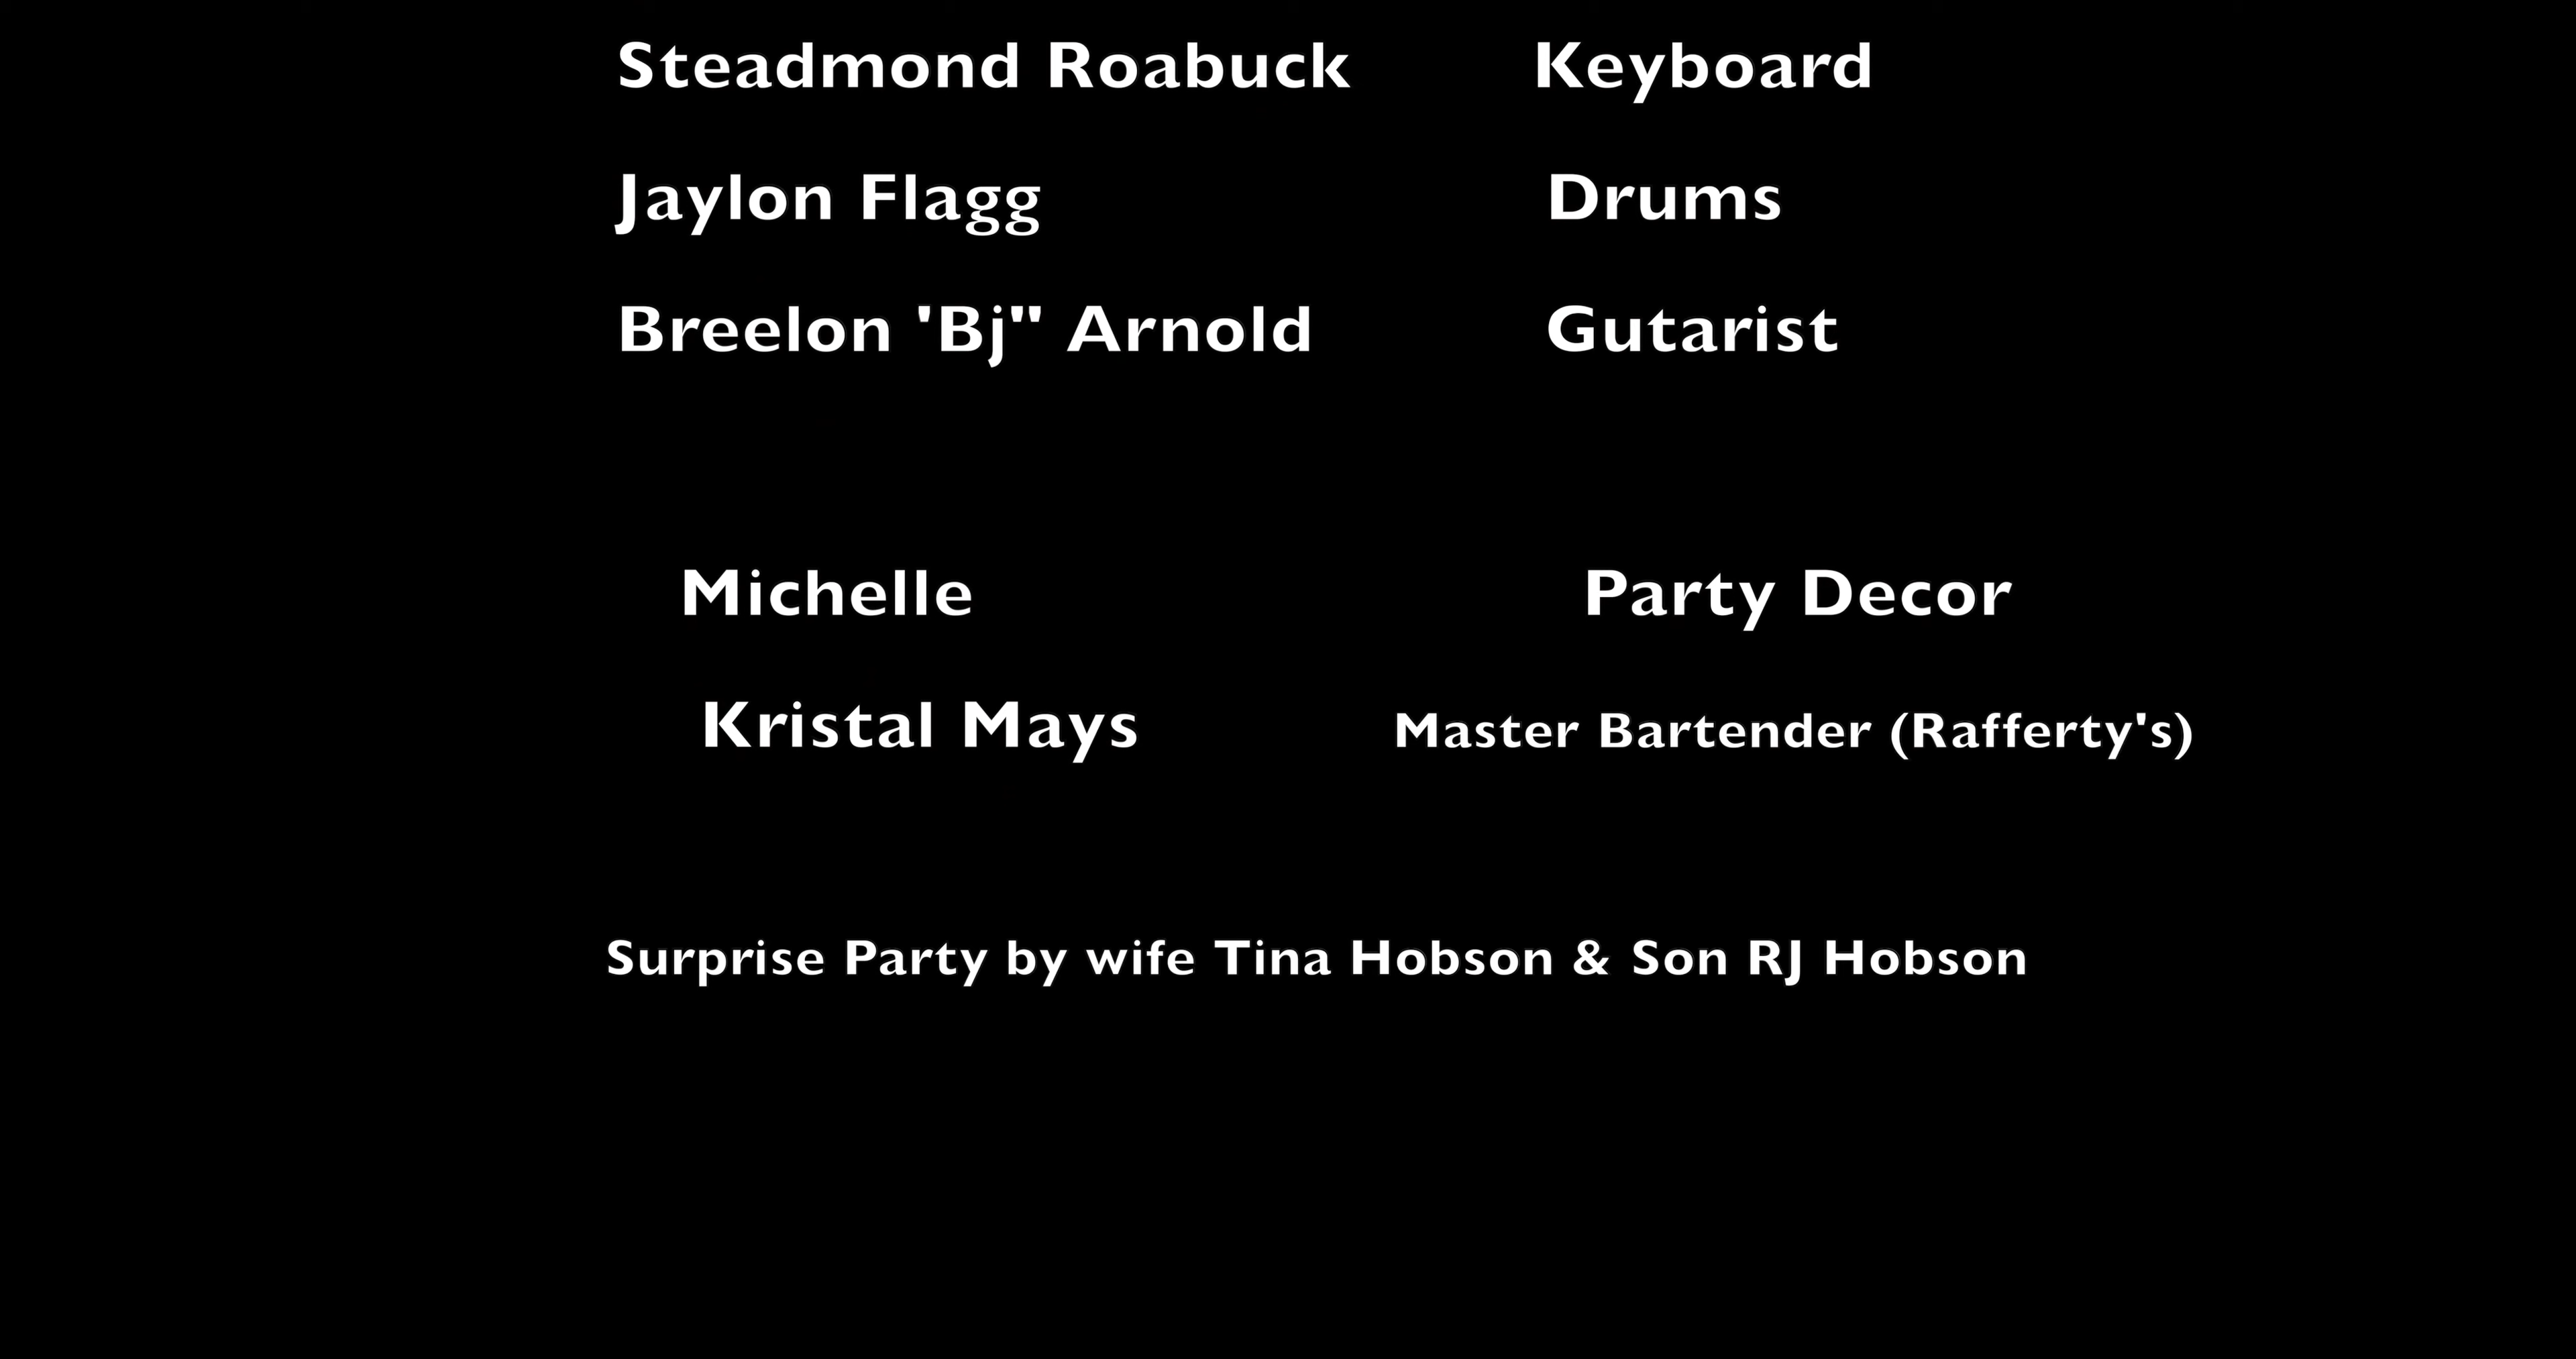 Steadmond Roabuck Keyboard
Jaylon Flagg Drums
Breelon 'Bj" Arnold Gutarist
Michelle Party Decor
Kristal Mays Master Bartender (Rafferty's)
Surprise Party by wife Tina Hobson & Son RJ Hobson